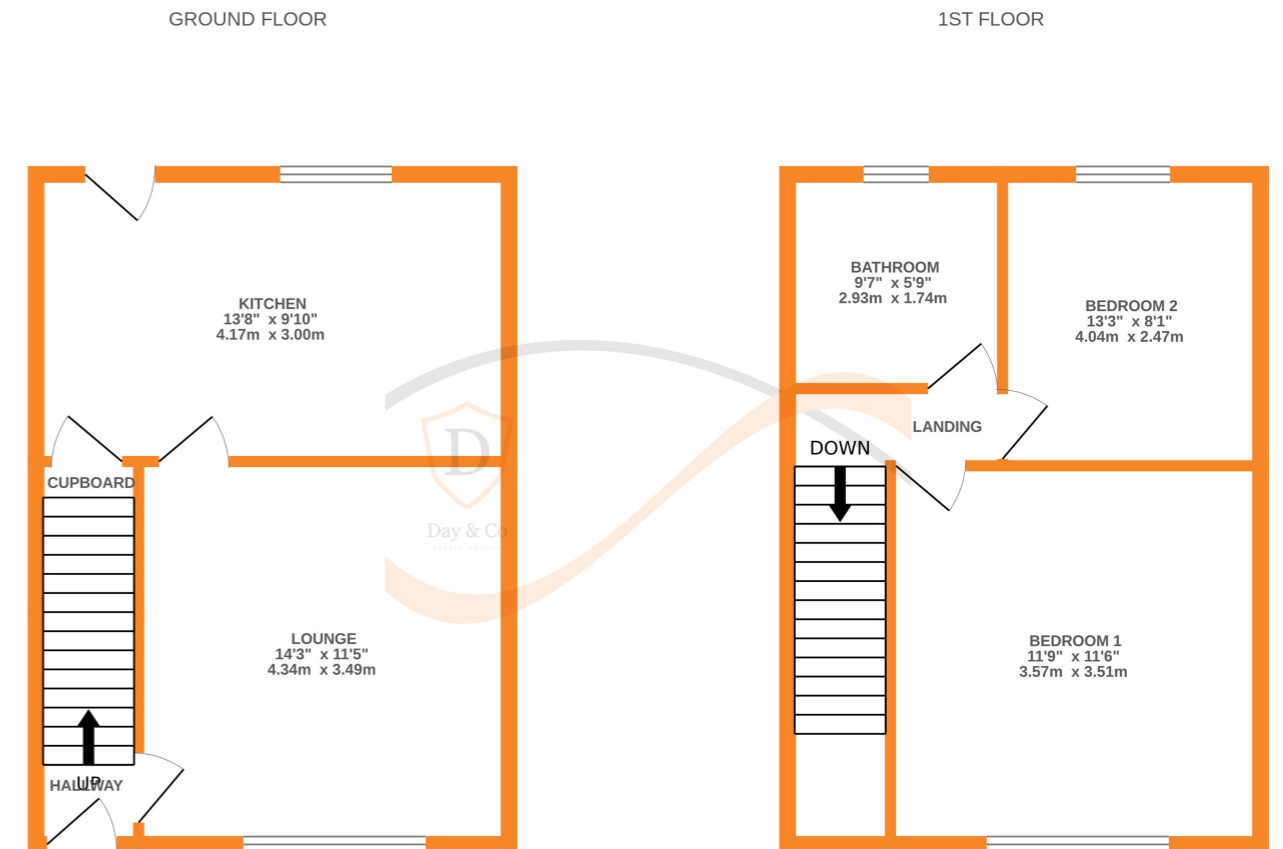 GROUND FLOOR
1ST FLOOR
KITCHEN
13'8" x 9'10"
4.17m x 3.00m
CUPBOARD
LOUNGE
14'3" x 11'5"
4.34m x 3.49m
UP
HALLWAY
D
Day & Co
BATHROOM
9'7" x 5'9"
2.93m x 1.74m
BEDROOM 2
13'3" x 8'1"
4.04m x 2.47m
LANDING
DOWN
BEDROOM 1
11'9" x 11'6"
3.57m x 3.51m